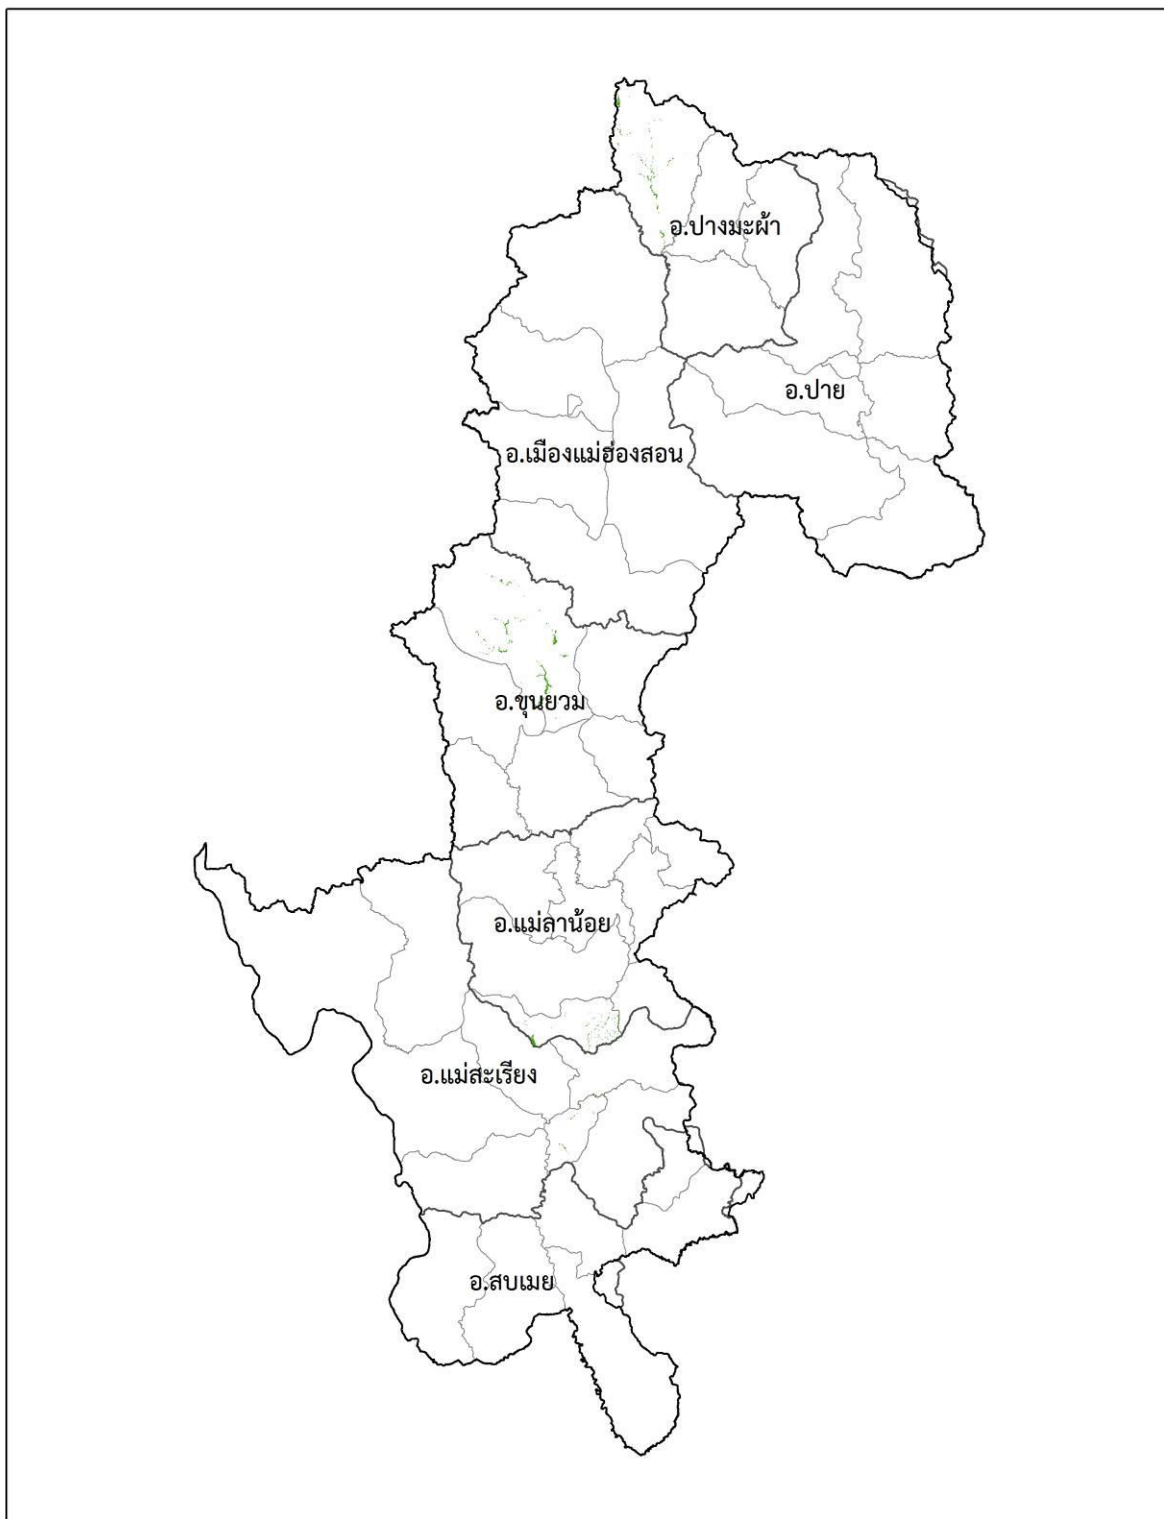 อ.ปางมะผ้า
อ.ปาย
อ.เมืองแม่ฮ่องสอน
อ.ขุนยวม
อ.แม่ลาน้อย
อ.แม่สะเรียง
อ.สบเมย